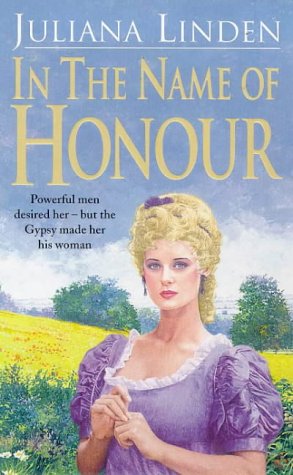 JULIANA LINDEN
IN THE NAME OF
HONOUR
Powerful men
desired her – but the
Gypsy made her
his woman